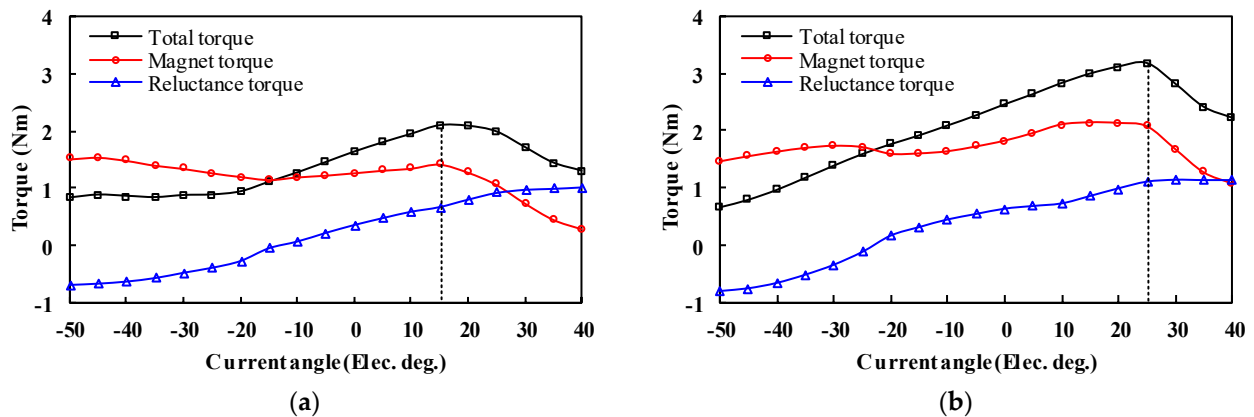 4
3
2
1
0
-1
Torque (Nm)
Total torque
Magnet torque
Reluctance torque
-50 -40 -30 -20 -10 0 10 20 30 40
Current angle (Elec. deg.)
(a)
4
3
2
1
0
-1
Torque (Nm)
Total torque
Magnet torque
Reluctance torque
-50 -40 -30 -20 -10 0 10 20 30 40
Current angle (Elec. deg.)
(b)